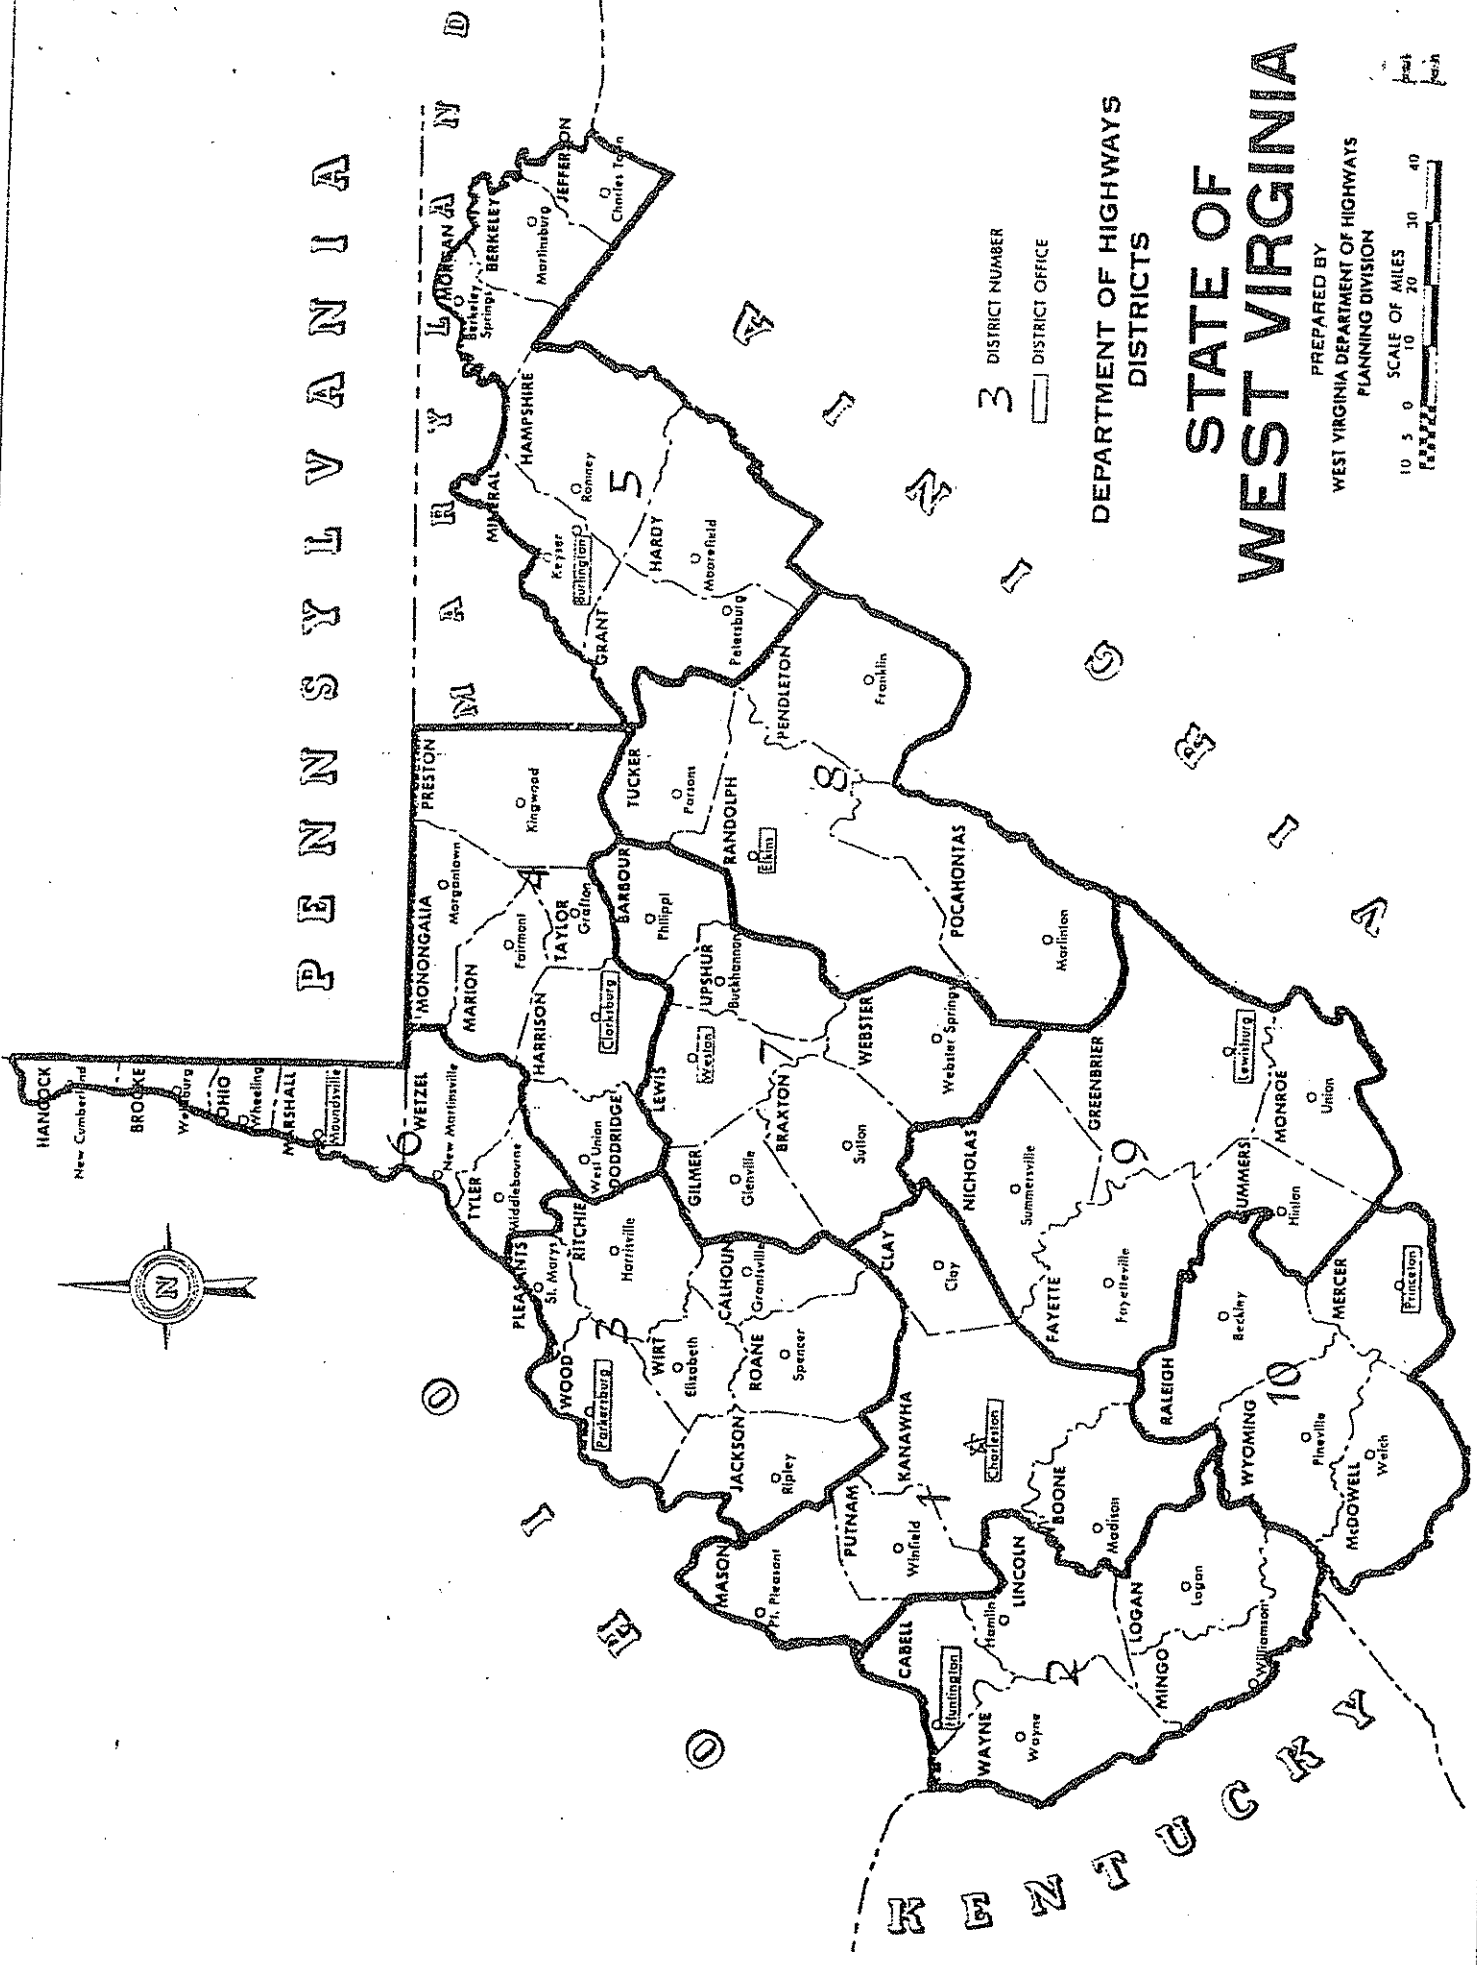 PENNSYLVANIA
MARYLAND
OHIO
KENTUCKY
VIRGINIA
N
HANCOCK
New Cumberland
BROOKE
Wellsburg
OHIO
Wheeling
MARSHALL
Moundsville
6
WETZEL
New Martinsville
TYLER
Middlebourne
PLEASANTS
St. Marys
RITCHIE
Harrisville
WOOD
Parkersburg
3
WIRT
Elizabeth
CALHOUN
Grantsville
ROANE
Spencer
JACKSON
Ripley
MONONGALIA
Morgantown
MARION
Fairmont
PRESTON
Kingwood
4
TAYLOR
Grafton
HARRISON
Clarksburg
DODDRIDGE
West Union
BARBOUR
Philippi
UPSHUR
Buckhannon
LEWIS
Weston
7
GILMER
Glenville
BRAXTON
Sutton
WEBSTER
Webster Springs
TUCKER
Parsons
RANDOLPH
Elkins
8
PENDLETON
Franklin
POCAHONTAS
Marlinton
MORGAN
Berkeley
Springs
BERKELEY
Martinsburg
JEFFERSON
Charles Town
HAMPSHIRE
Romney
MINERAL
Keyser
Burlington
5
HARDY
Moorefield
GRANT
Petersburg
MASON
Pt. Pleasant
PUTNAM
Winfield
1
KANAWHA
Charleston
CLAY
Clay
BOONE
Madison
CABELL
Huntington
LINCOLN
Hamlin
WAYNE
Wayne
2
LOGAN
Logan
MINGO
Williamson
NICHOLAS
Summersville
GREENBRIER
Lewisburg
9
FAYETTE
Fayetteville
SUMMERS
Hinton
MONROE
Union
RALEIGH
Beckley
10
WYOMING
Pineville
McDOWELL
Welch
MERCER
Princeton
3 DISTRICT NUMBER
DISTRICT OFFICE
DEPARTMENT OF HIGHWAYS
DISTRICTS
STATE OF
WEST VIRGINIA
PREPARED BY
WEST VIRGINIA DEPARTMENT OF HIGHWAYS
PLANNING DIVISION
SCALE OF MILES
10 5 0 10 20 30 40